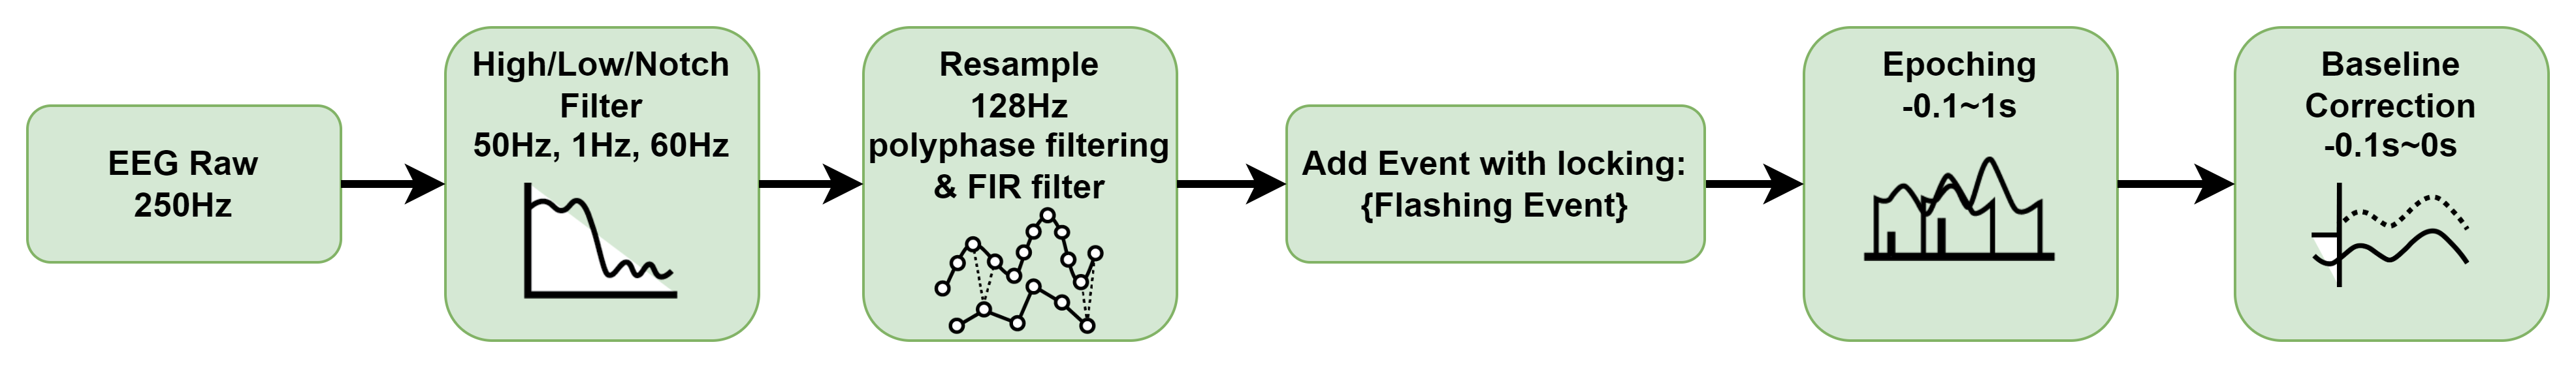 EEG Raw
250Hz
High/Low/Notch
Filter
50Hz, 1Hz, 60Hz
Resample
128Hz
polyphase filtering
& FIR filter
Add Event with locking:
{Flashing Event}
Epoching
-0.1~1s
Baseline
Correction
-0.1s~0s